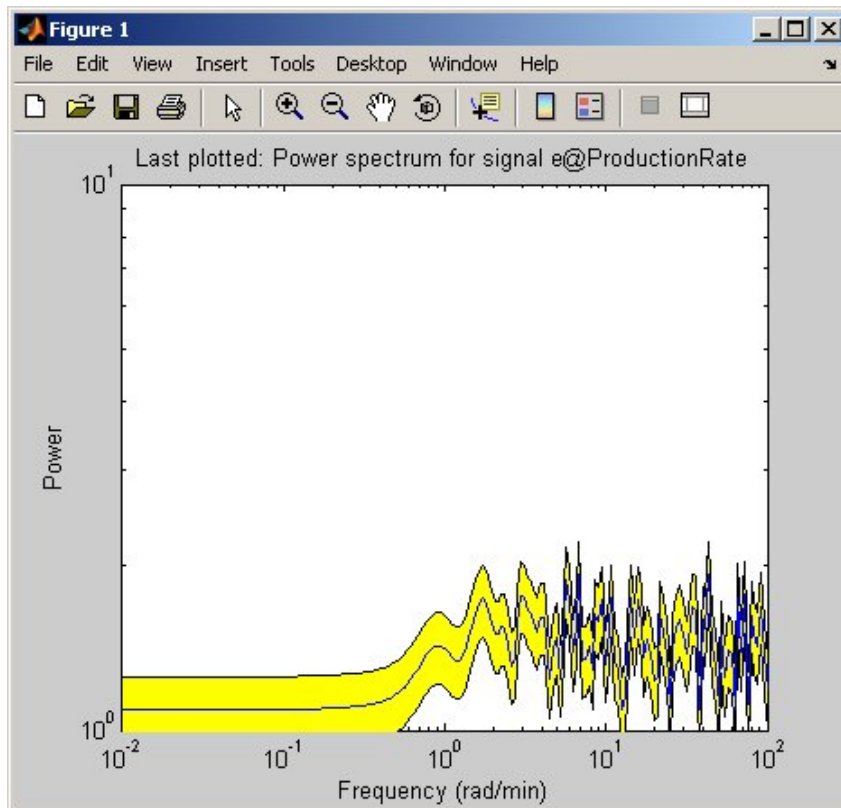 Figure 1
File Edit View Insert Tools Desktop Window Help
Last plotted: Power spectrum for signal e@ProductionRate
10^1
Power
10^0
10^-2 10^-1 10^0 10^1 10^2
Frequency (rad/min)